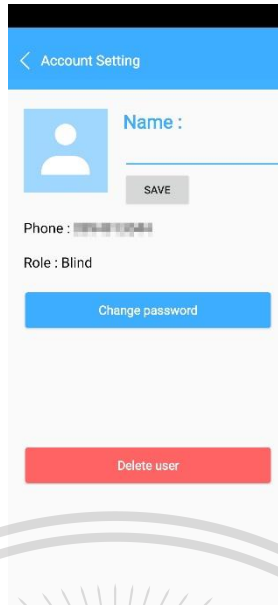 Account Setting
Name :
SAVE
Phone :
Role : Blind
Change password
Delete user